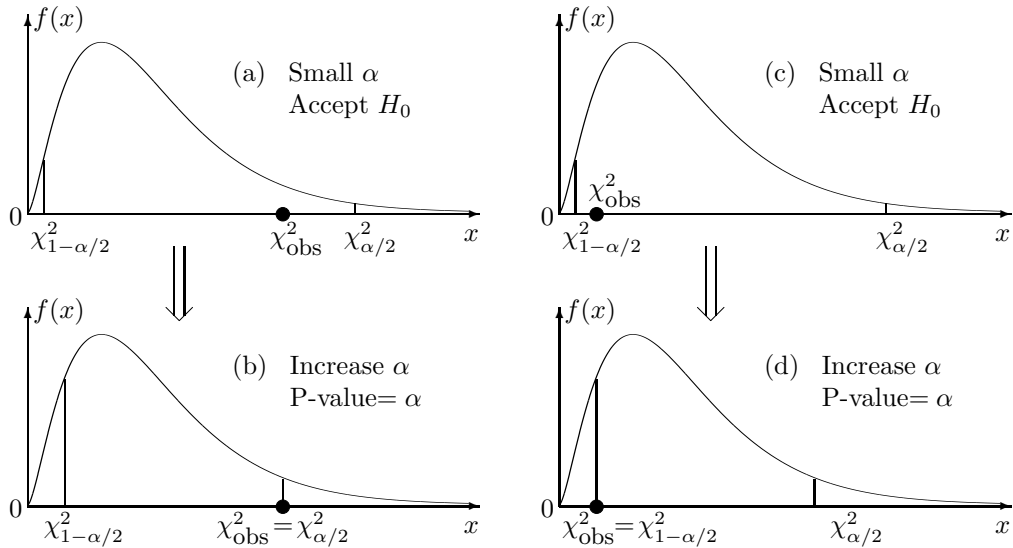 f(x)
(a) Small α
Accept H₀
0
χ²₁₋α/₂
χ²obs
χ²α/₂
x
f(x)
(c) Small α
Accept H₀
χ²obs
0
χ²₁₋α/₂
χ²α/₂
x
f(x)
(b) Increase α
P-value= α
0
χ²₁₋α/₂
χ²obs=χ²α/₂
x
f(x)
(d) Increase α
P-value= α
0
χ²obs=χ²₁₋α/₂
χ²α/₂
x